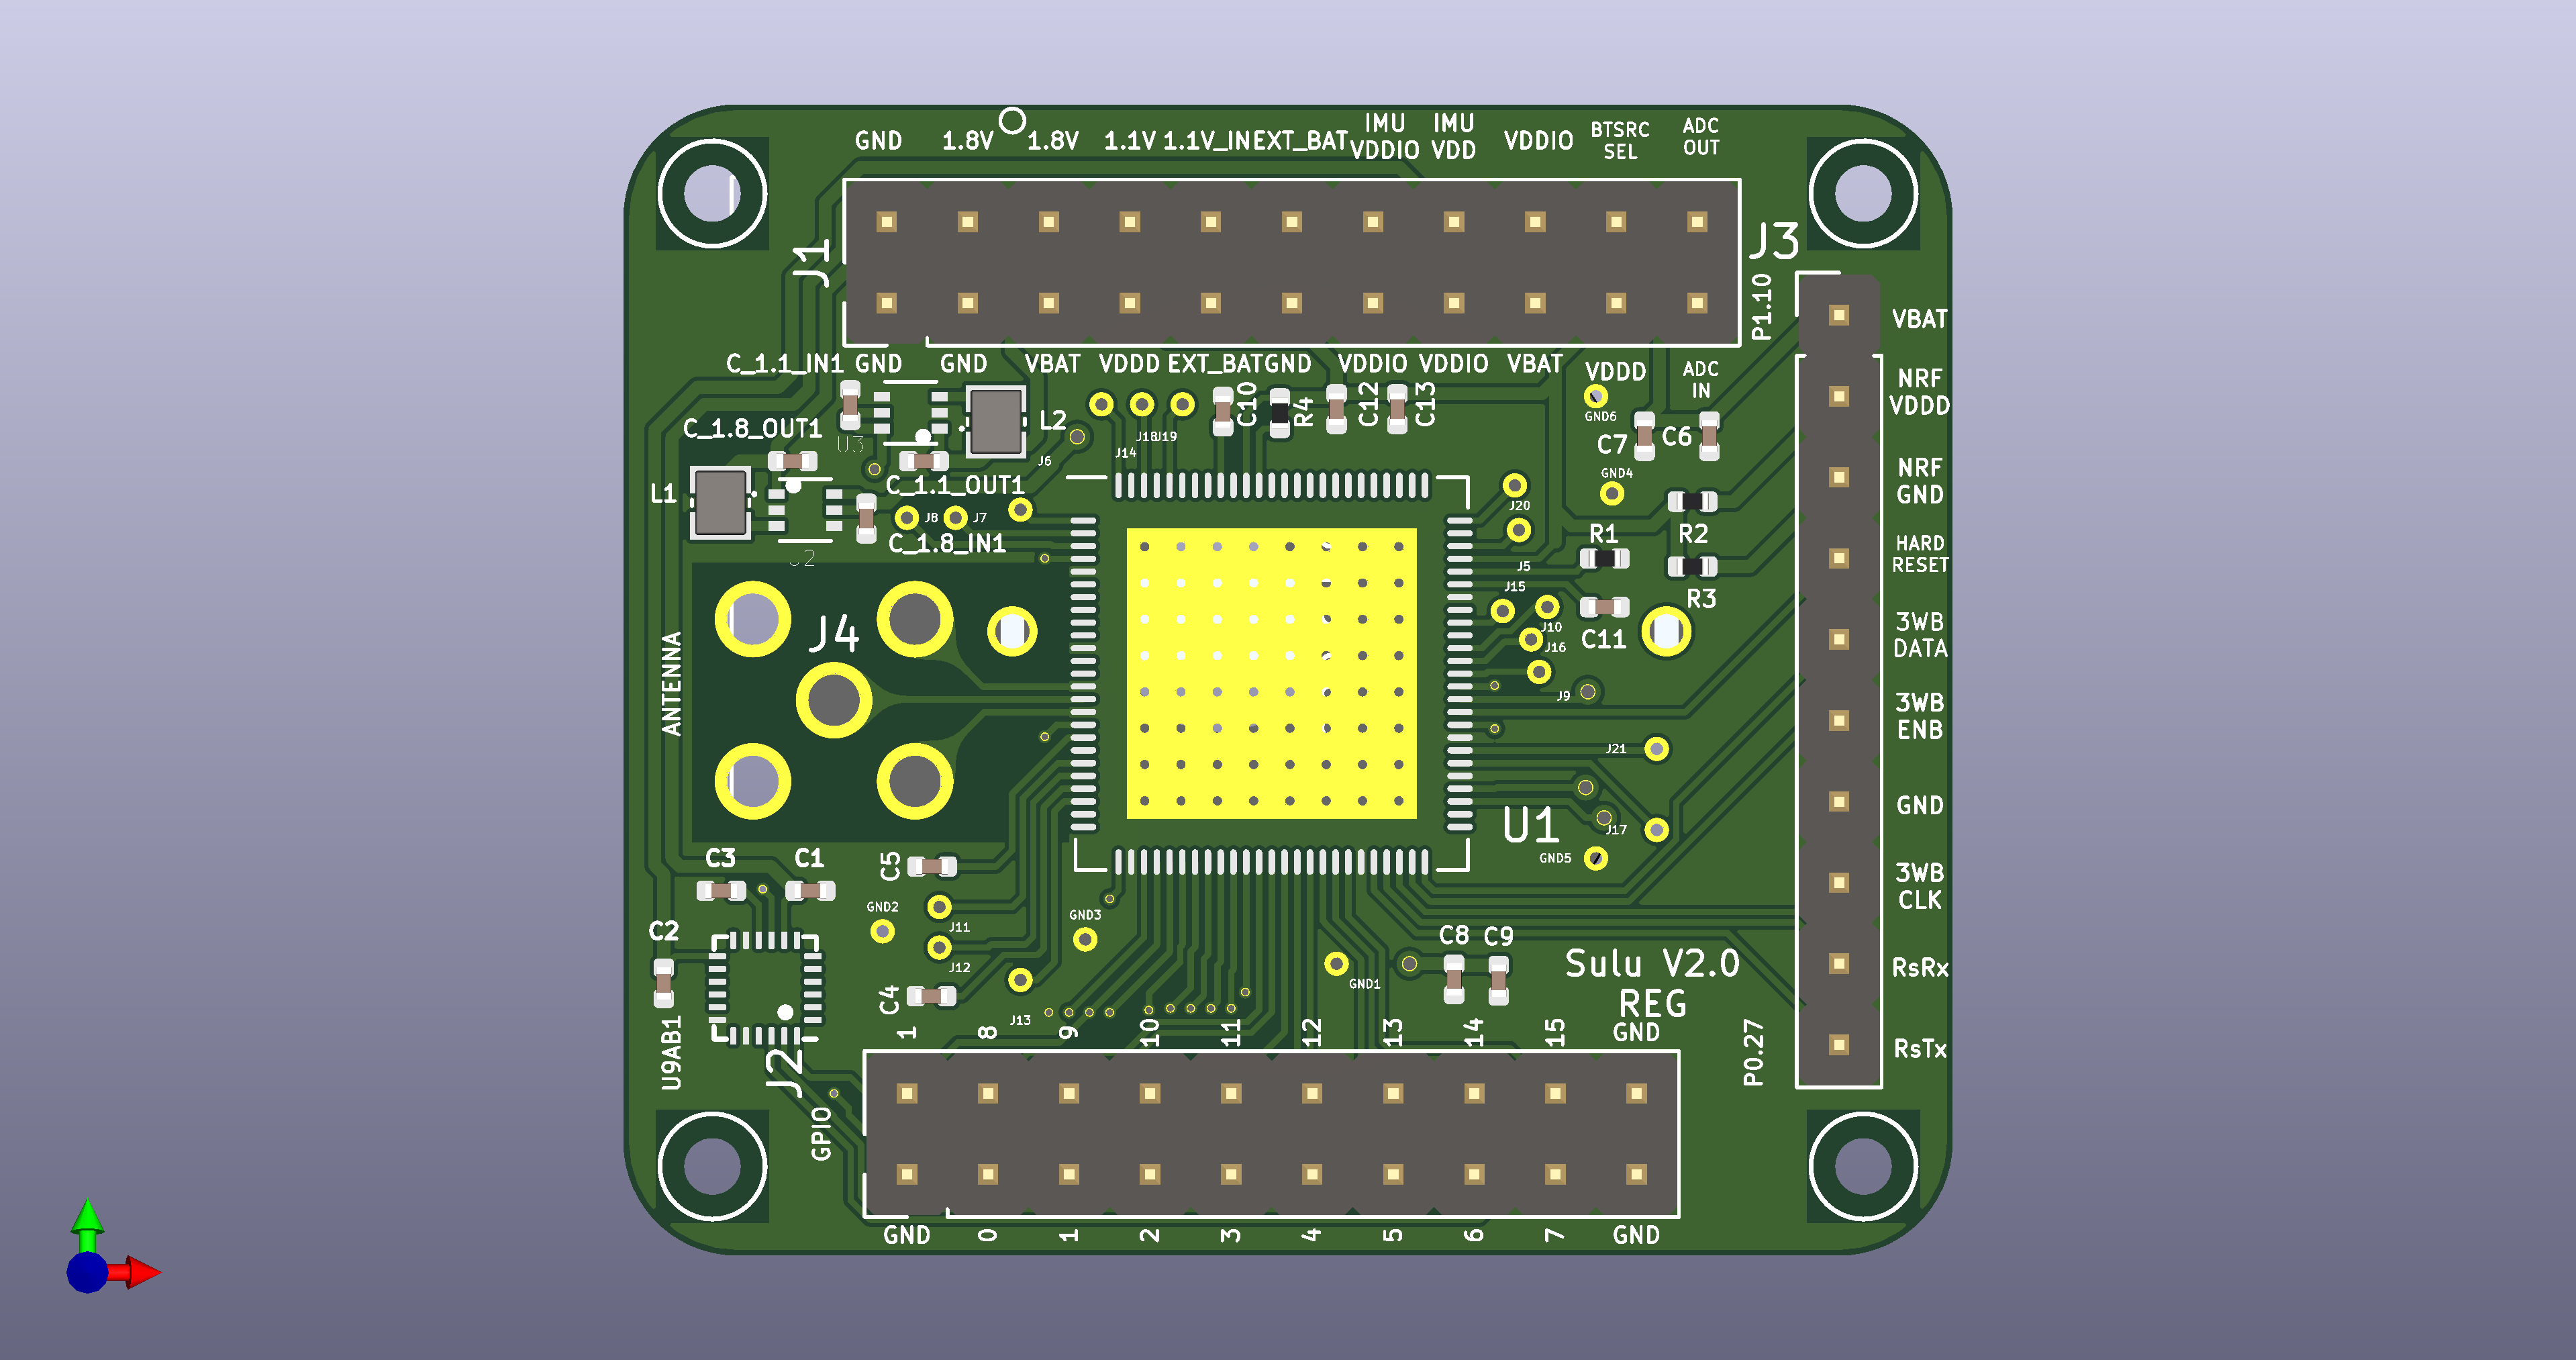 GND 1.8V 1.8V 1.1V 1.1V_IN EXT_BAT IMU VDDIO IMU VDD VDDIO BTSRC SEL ADC OUT
J1
J3
P1.10
VBAT
C_1.1_IN1 GND GND VBAT VDDD EXT_BAT GND VDDIO VDDIO VBAT VDDD ADC IN
NRF
VDDD
C10
R4
C12
C13
GND6
L2
C_1.8_OUT1
U3
J18
J19
J14
J6
C7
C6
NRF
GND
GND4
L1
C_1.1_OUT1
J20
J8
J7
C_1.8_IN1
R1
R2
HARD
RESET
J5
J15
R3
3WB
DATA
J4
J10
C11
J16
ANTENNA
J9
3WB
ENB
J21
GND
U1
J17
C3
C1
C5
GND5
3WB
CLK
GND2
GND3
J11
C2
C8
C9
Sulu V2.0
RsRx
J12
GND1
C4
REG
J13
1 8 9 10 11 12 13 14 15 GND
U9AB1
J2
P0.27
RsTx
GPIO
GND 0 1 2 3 4 5 6 7 GND